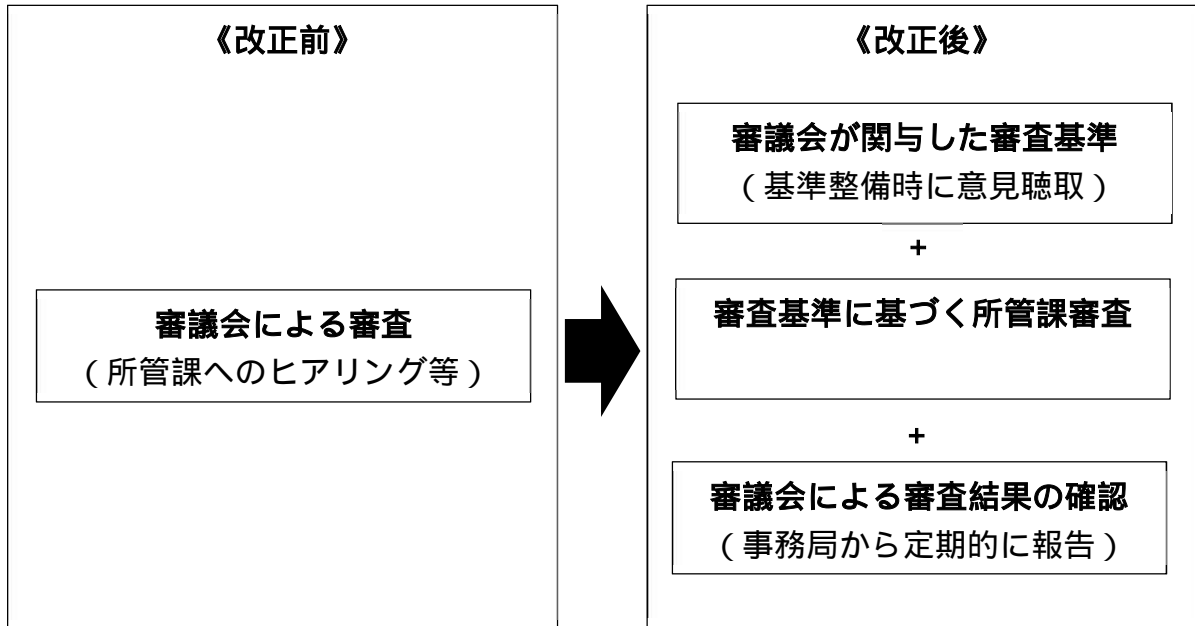 《改正前》
審議会による審査
（所管課へのヒアリング等）
《改正後》
審議会が関与した審査基準
（基準整備時に意見聴取）
+
審査基準に基づく所管課審査
+
審議会による審査結果の確認
（事務局から定期的に報告）